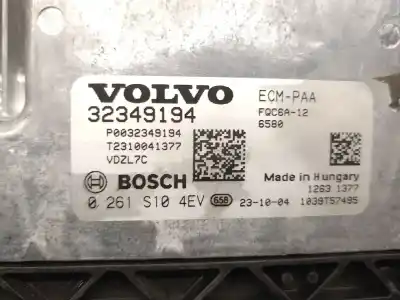 VOLVO ECM-PAA
32349194 FQC6A-12
P0032349194 6580
T2310041377
VDZL7C
BOSCH Made in Hungary
1263 1377
0 261 S10 4EV 658 23-10-04 1039T57495